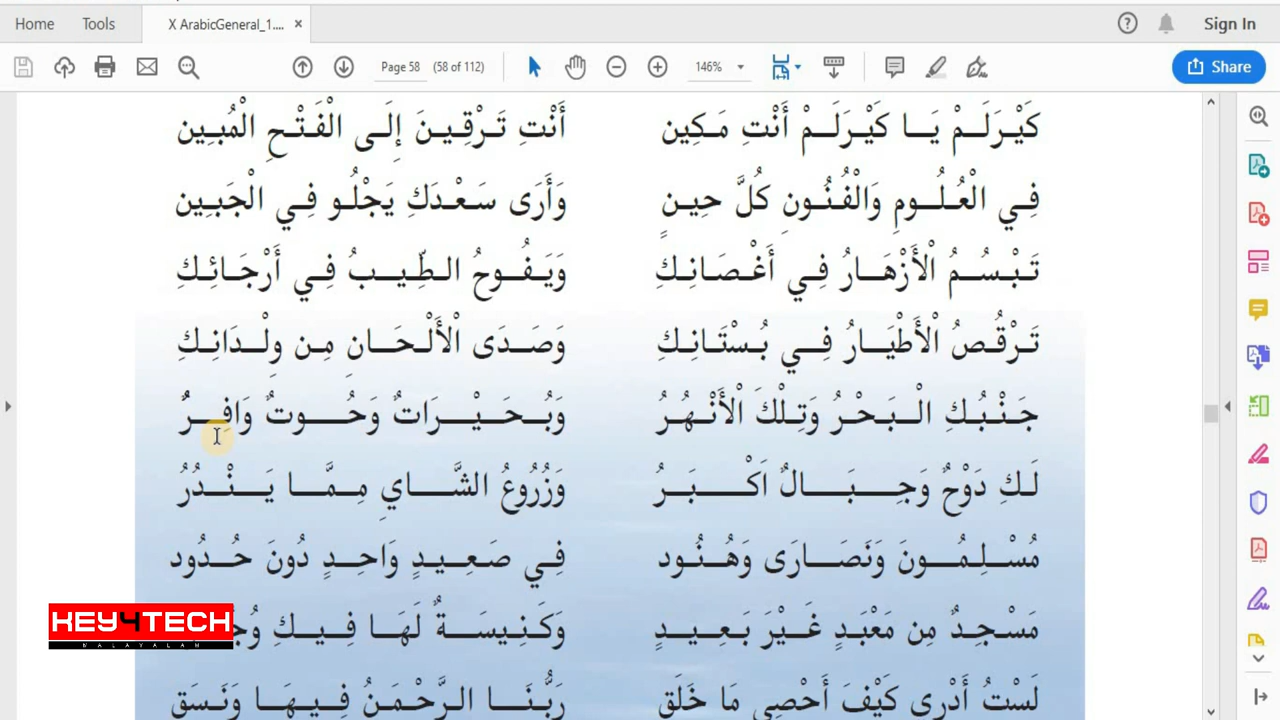 Home Tools X ArabicGeneral_1.... × Sign In
Page 58 (58 of 112) 146% Share
كَيْرَلَمْ يَا كَيْرَلَمْ أَنْتِ مَكِين أَنْتِ تَرْقِينَ إِلَى الْفَتْحِ الْمُبِين
فِي الْعُلُومِ وَالْفُنُونِ كُلَّ حِينٍ وَأَرَى سَعْدَكِ يَجْلُو فِي الْجَبِين
تَبْسُمُ الْأَزْهَارُ فِي أَغْصَانِكِ وَيَفُوحُ الطِّيبُ فِي أَرْجَائِكِ
تَرْقُصُ الْأَطْيَارُ فِي بُسْتَانِكِ وَصَدَى الْأَلْحَانِ مِن وِلْدَانِكِ
جَنْبُكِ الْبَحْرُ وَتِلْكَ الْأَنْهُرُ وَبُحَيْرَاتٌ وَحُوتٌ وَافِرٌ
لَكِ دَوْحٌ وَجِبَالٌ اَكْبَرُ وَزُرُوعُ الشَّايِ مِمَّا يَنْدُرُ
مُسْلِمُونَ وَنَصَارَى وَهُنُود فِي صَعِيدٍ وَاحِدٍ دُونَ حُدُود
مَسْجِدٌ مِن مَعْبَدٍ غَيْرَ بَعِيدٍ وَكَنِيسَةٌ لَهَا فِيكِ
لَسْتُ أَدْرِي كَيْفَ أَحْصِي مَا خَلَق رَبُّنَا الرَّحْمَنُ فِيهَا وَنَسَق
KEY4TECH
MALAYALAM